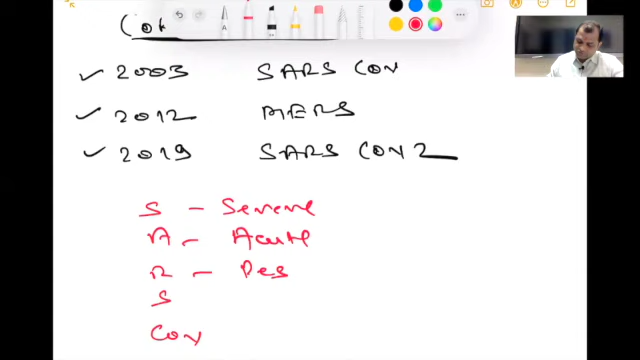 ✓ 2003 SARS COV
✓ 2012 MERS
✓ 2019 SARS COV 2
S - Severe
A - Acute
R - Res
S
COV